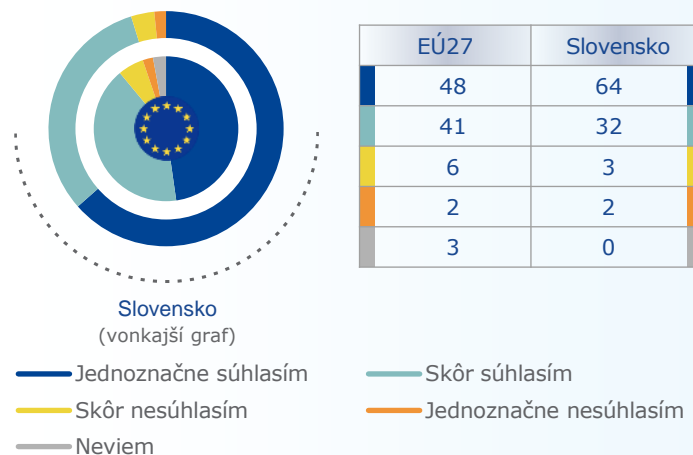 EÚ27 Slovensko
48 64
41 32
6 3
2 2
3 0
Slovensko
(vonkajší graf)
Jednoznačne súhlasím Skôr súhlasím
Skôr nesúhlasím Jednoznačne nesúhlasím
Neviem